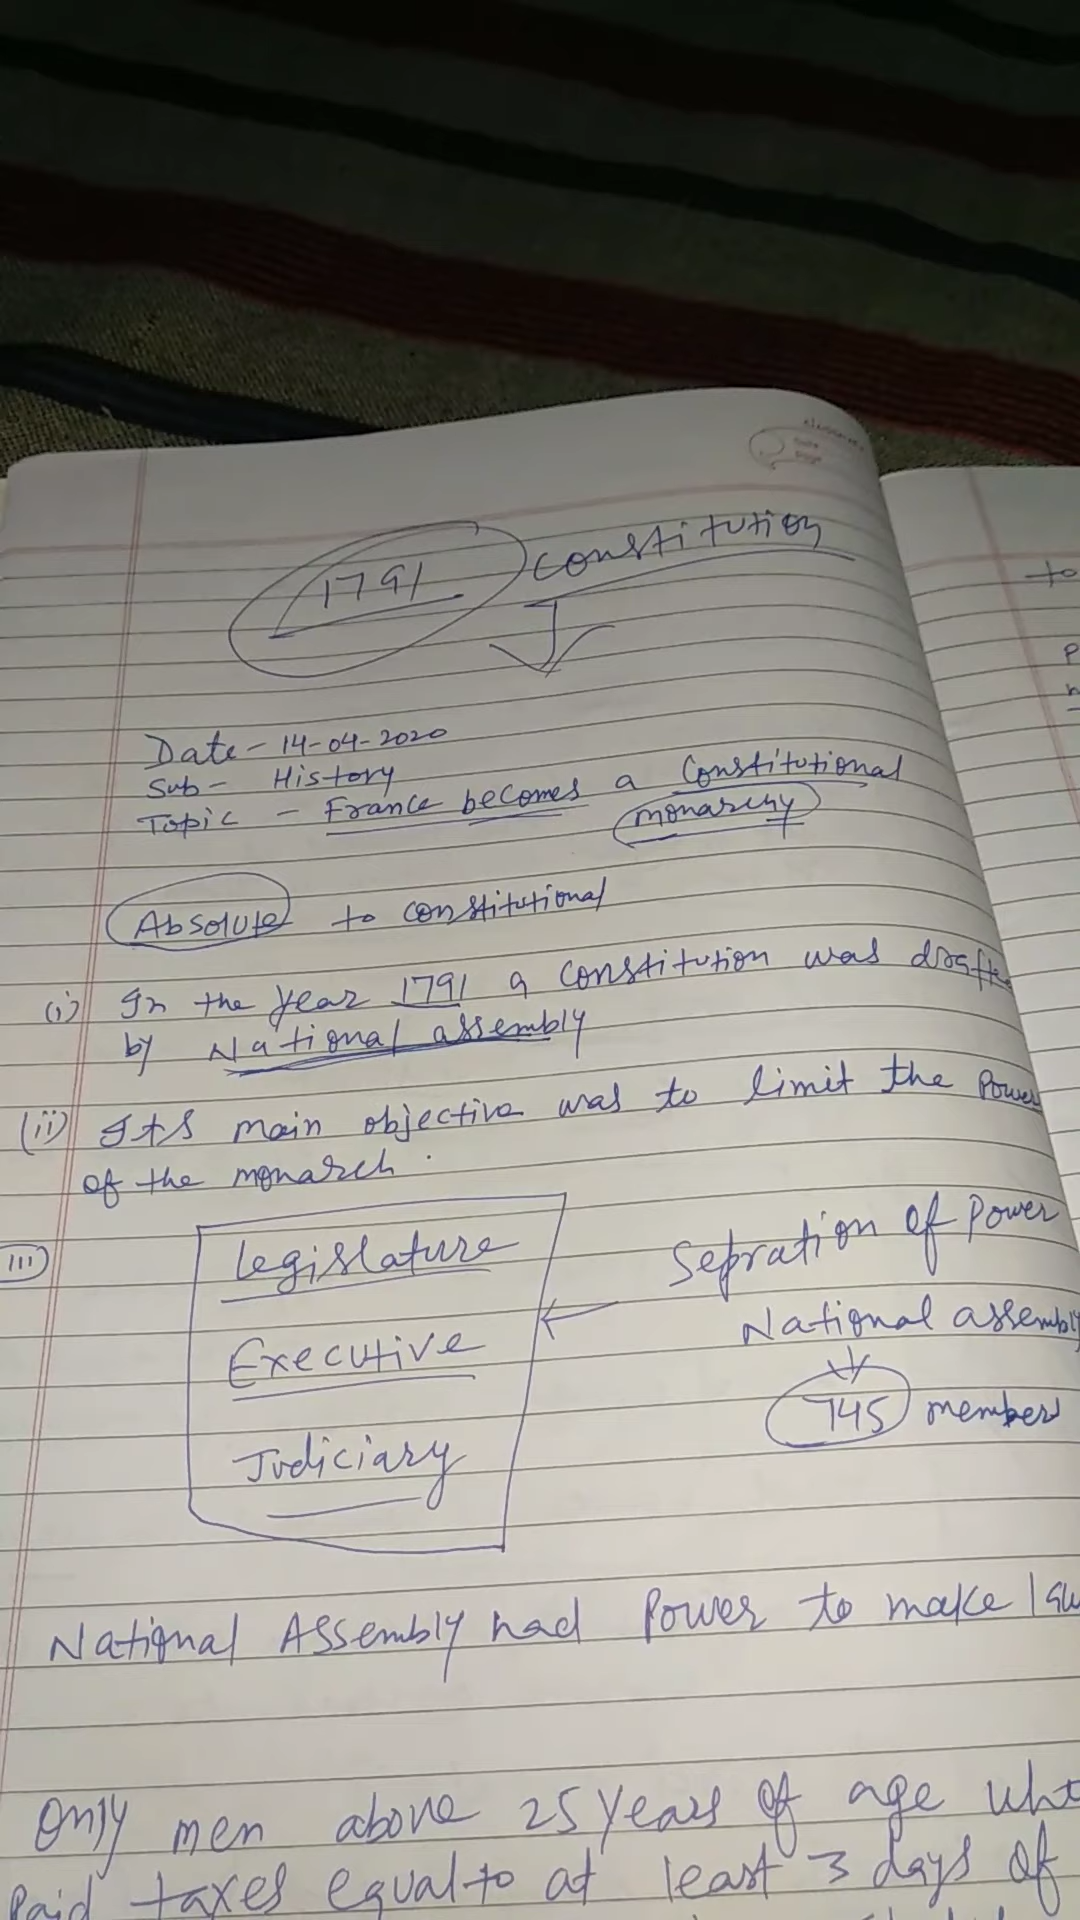 1791 Constitution
Date - 14-04-2020
Sub - History
Topic - France becomes a Constitutional
monarchy
Absolute to constitutional
(i) In the year 1791 a constitution was drafte
by National assembly
(ii) Its main objective was to limit the Power
of the monarch.
III
Legislature
Sepration of Power
National assembly
Executive
745 member
Judiciary
National Assembly had Power to make law
Only men above 25 years of age who
Paid taxes equal to at least 3 days of
to
P